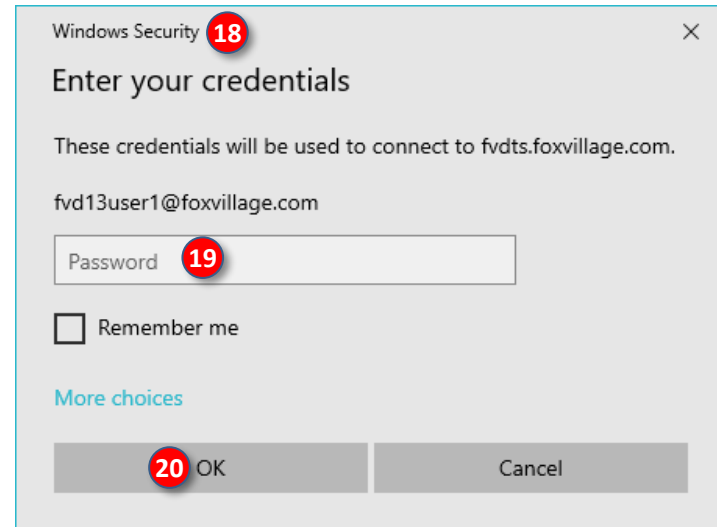 Windows Security 18
Enter your credentials
These credentials will be used to connect to fvdts.foxvillage.com.
fvd13user1@foxvillage.com
Password 19
Remember me
More choices
20 OK Cancel